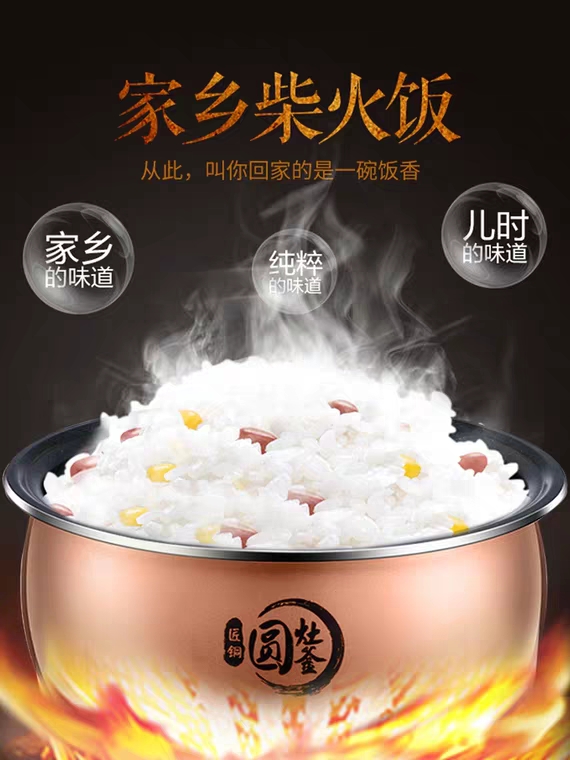 家乡柴火饭
从此，叫你回家的是一碗饭香
家乡
的味道
纯粹
的味道
儿时
的味道
匠铜
圆灶釜